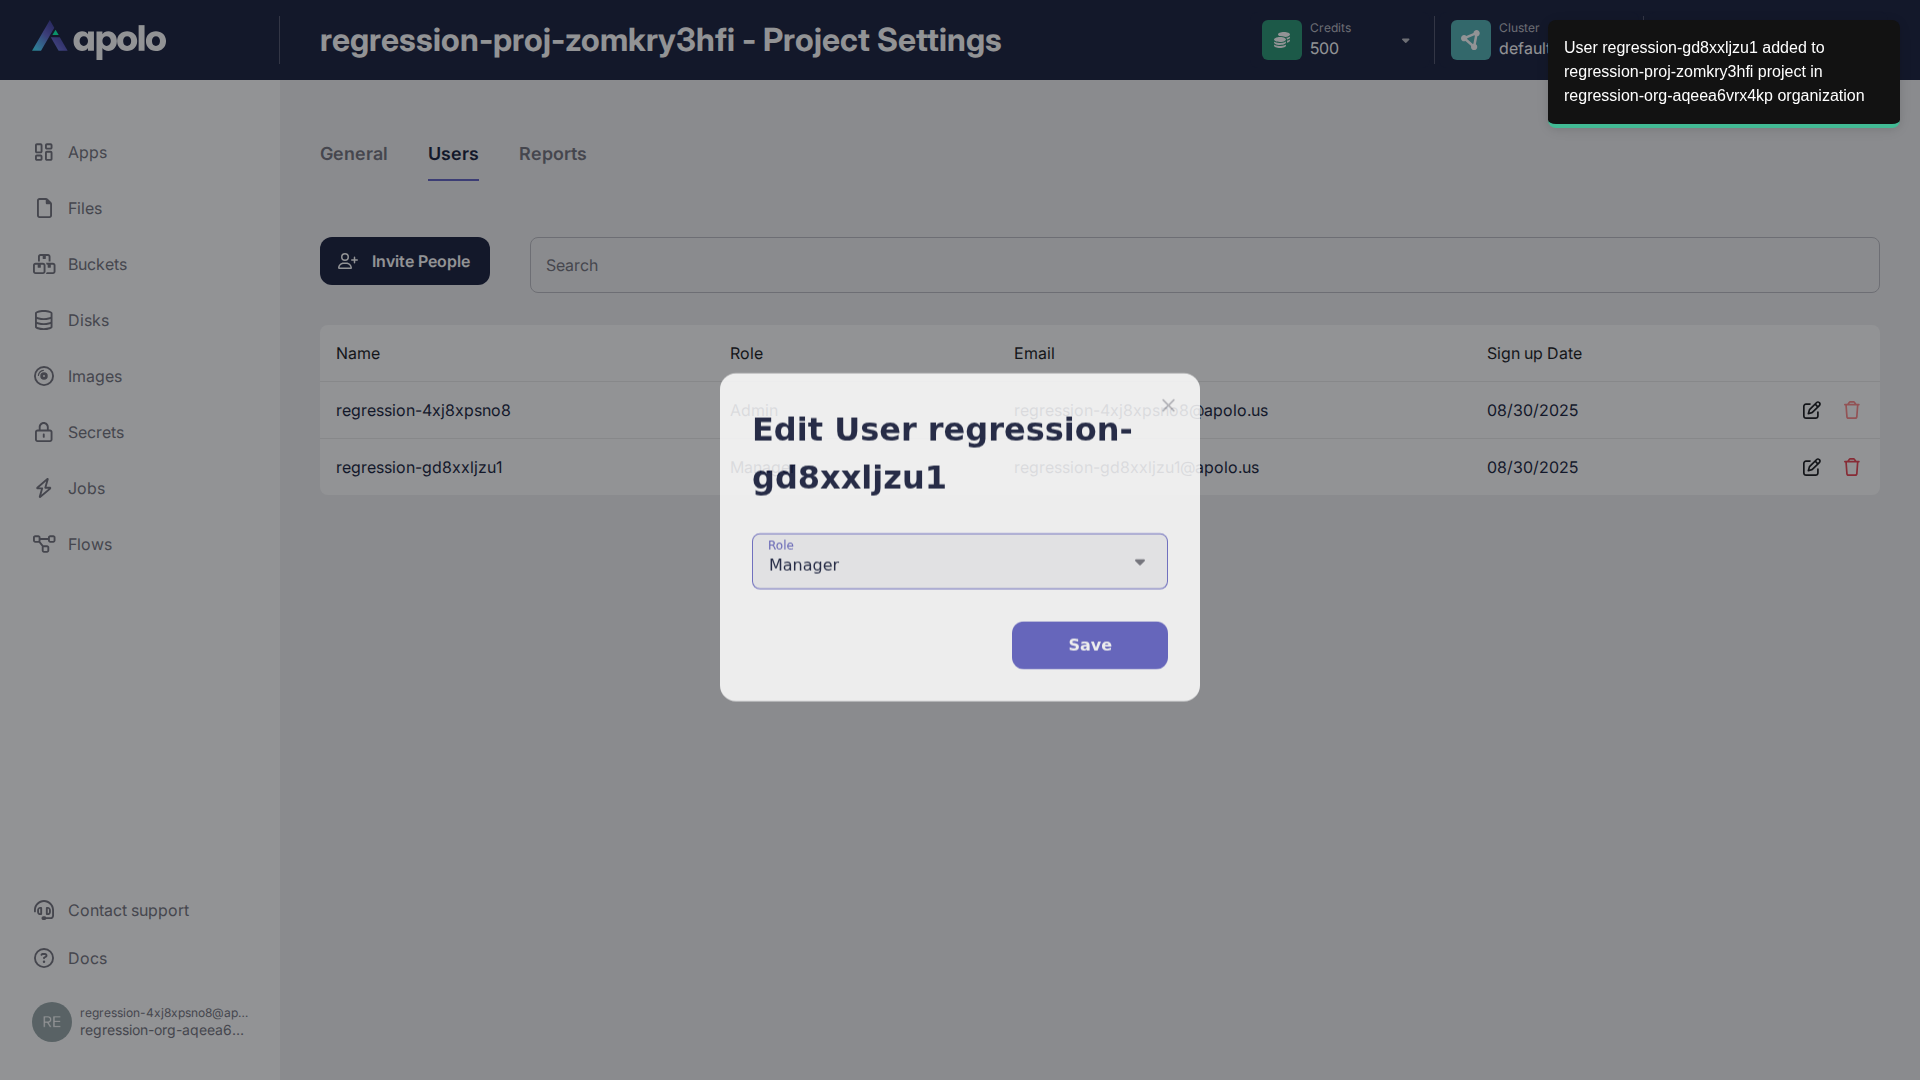 apolo
regression-proj-zomkry3hfi - Project Settings
Credits
500
Cluster
default
User regression-gd8xxljzu1 added to
regression-proj-zomkry3hfi project in
regression-org-aqeea6vrx4kp organization
Apps
Files
Buckets
Disks
Images
Secrets
Jobs
Flows
Contact support
Docs
RE
regression-4xj8xpsno8@ap...
regression-org-aqeea6...
General
Users
Reports
Invite People
Search
Name Role Email Sign up Date
regression-4xj8xpsno8 Admin regression-4xj8xpsno8@apolo.us 08/30/2025
regression-gd8xxljzu1 Manager regression-gd8xxljzu1@apolo.us 08/30/2025
Edit User regression-
gd8xxljzu1
Role
Manager
Save